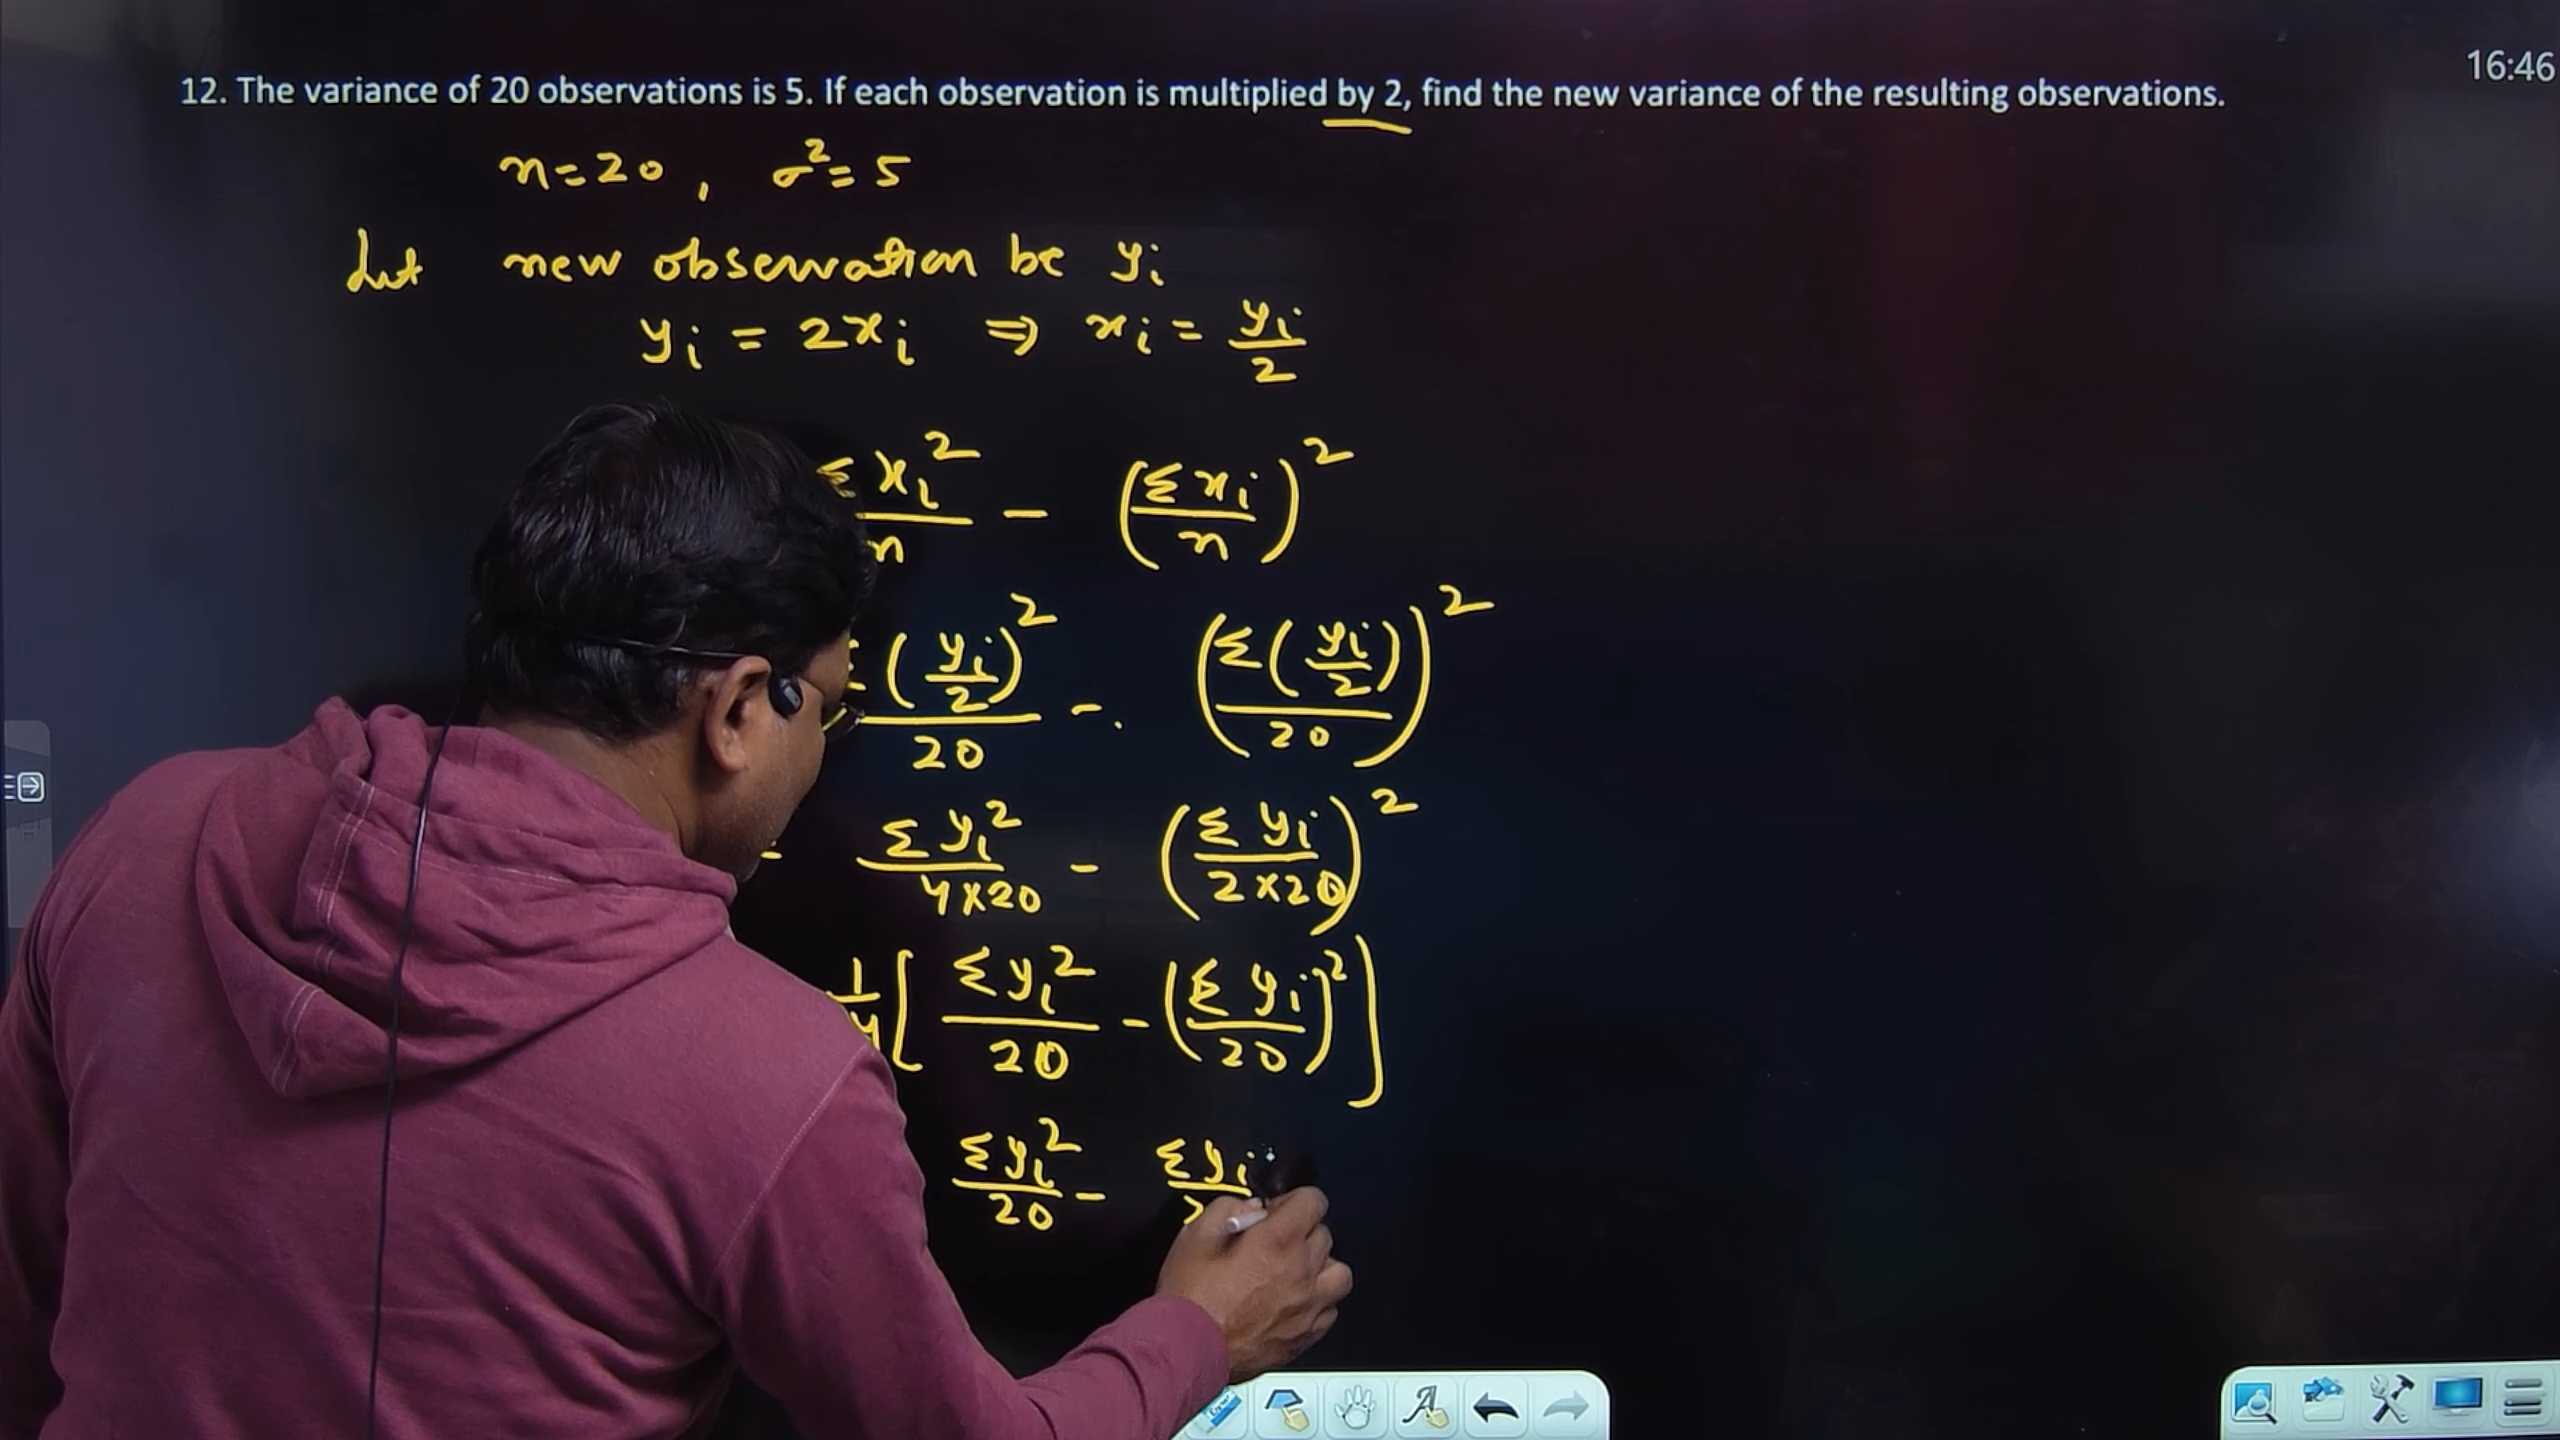 16:46
12. The variance of 20 observations is 5. If each observation is multiplied by 2, find the new variance of the resulting observations.
n=20, σ²=5
Let new observation be yᵢ
yᵢ = 2xᵢ ⇒ xᵢ = yᵢ/2
Σxᵢ²/n - (Σxᵢ/n)²
Σ(yᵢ/2)²/20 - (Σ(yᵢ/2)/20)²
= Σyᵢ²/4×20 - (Σyᵢ/2×20)²
1/4[Σyᵢ²/20 - (Σyᵢ/20)²]
Σyᵢ²/20 - Σyᵢ